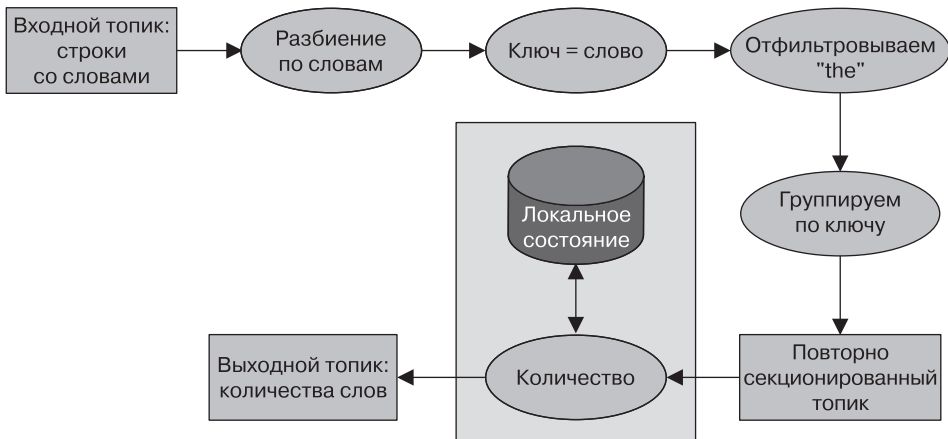 Входной топик:
строки
со словами
Разбиение
по словам
Ключ = слово
Отфильтровываем
"the"
Группируем
по ключу
Повторно
секционированный
топик
Локальное
состояние
Количество
Выходной топик:
количества слов